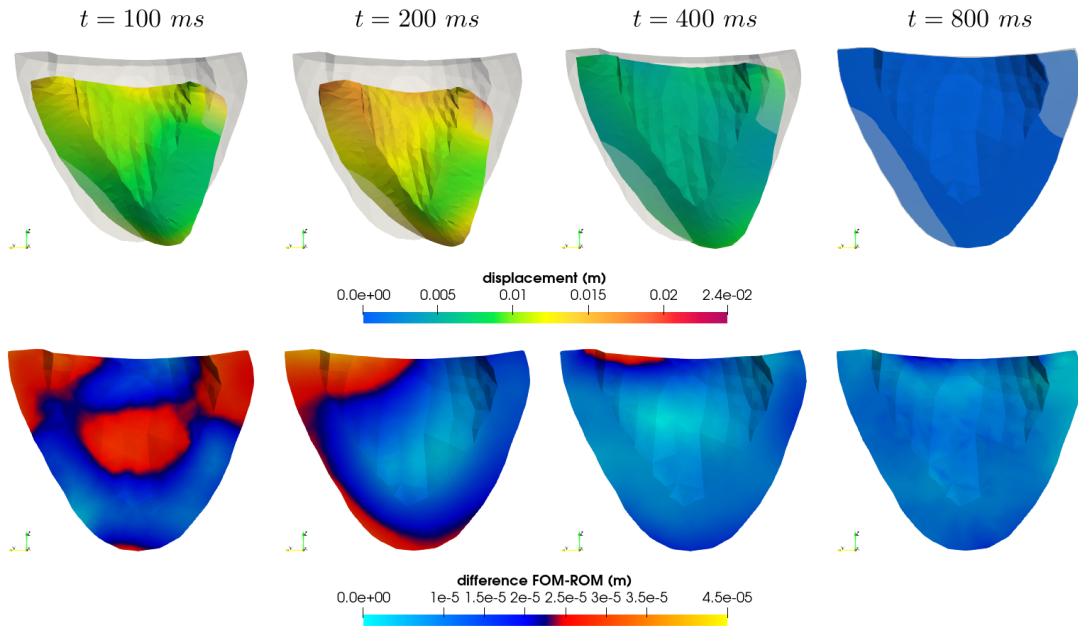 t = 100 ms t = 200 ms t = 400 ms t = 800 ms
displacement (m)
0.0e+00 0.005 0.01 0.015 0.02 2.4e-02
difference FOM-ROM (m)
0.0e+00 1e-5 1.5e-5 2e-5 2.5e-5 3e-5 3.5e-5 4.5e-05